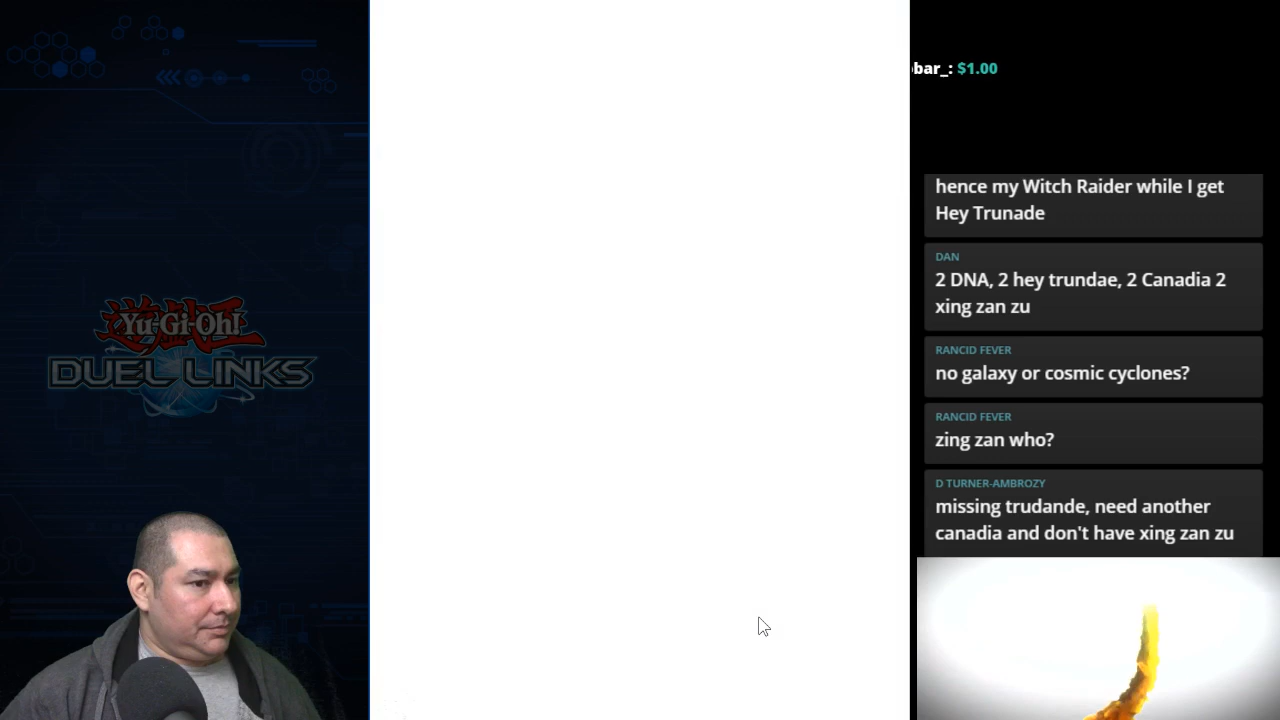 Yu-Gi-Oh!
DUEL LINKS
bar_: $1.00
hence my Witch Raider while I get
Hey Trunade
DAN
2 DNA, 2 hey trundae, 2 Canadia 2
xing zan zu
RANCID FEVER
no galaxy or cosmic cyclones?
RANCID FEVER
zing zan who?
D TURNER-AMBROZY
missing trudande, need another
canadia and don't have xing zan zu